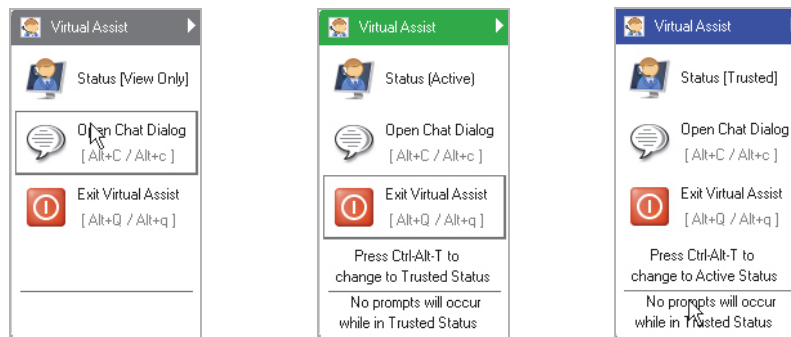 Virtual Assist
Status [View Only]
Open Chat Dialog
[ Alt+C / Alt+c ]
Exit Virtual Assist
[ Alt+Q / Alt+q ]
Virtual Assist
Status (Active)
Open Chat Dialog
[ Alt+C / Alt+c ]
Exit Virtual Assist
[ Alt+Q / Alt+q ]
Press Ctrl-Alt-T to
change to Trusted Status
No prompts will occur
while in Trusted Status
Virtual Assist
Status [Trusted]
Open Chat Dialog
[ Alt+C / Alt+c ]
Exit Virtual Assist
[ Alt+Q / Alt+q ]
Press Ctrl-Alt-T to
change to Active Status
No prompts will occur
while in Trusted Status